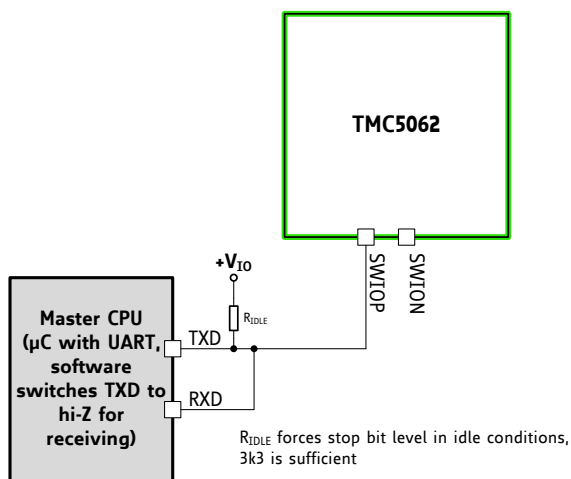 TMC5062
SWIOP
SWION
+VIO
RIDLE
TXD
RXD
Master CPU
(µC with UART,
software
switches TXD to
hi-Z for
receiving)
RIDLE forces stop bit level in idle conditions,
3k3 is sufficient